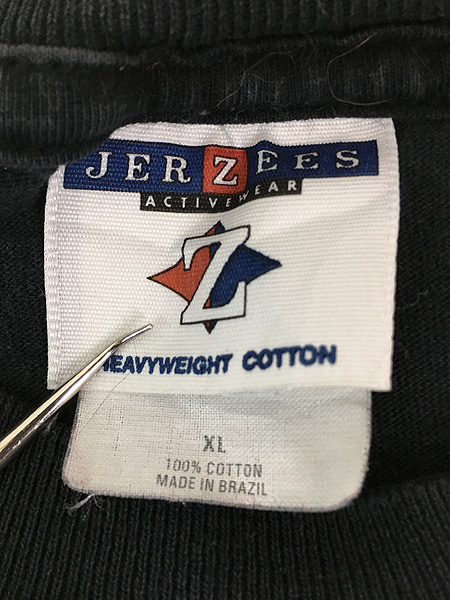 JERZEES
ACTIVEWEAR
Z
HEAVYWEIGHT COTTON
XL
100% COTTON
MADE IN BRAZIL